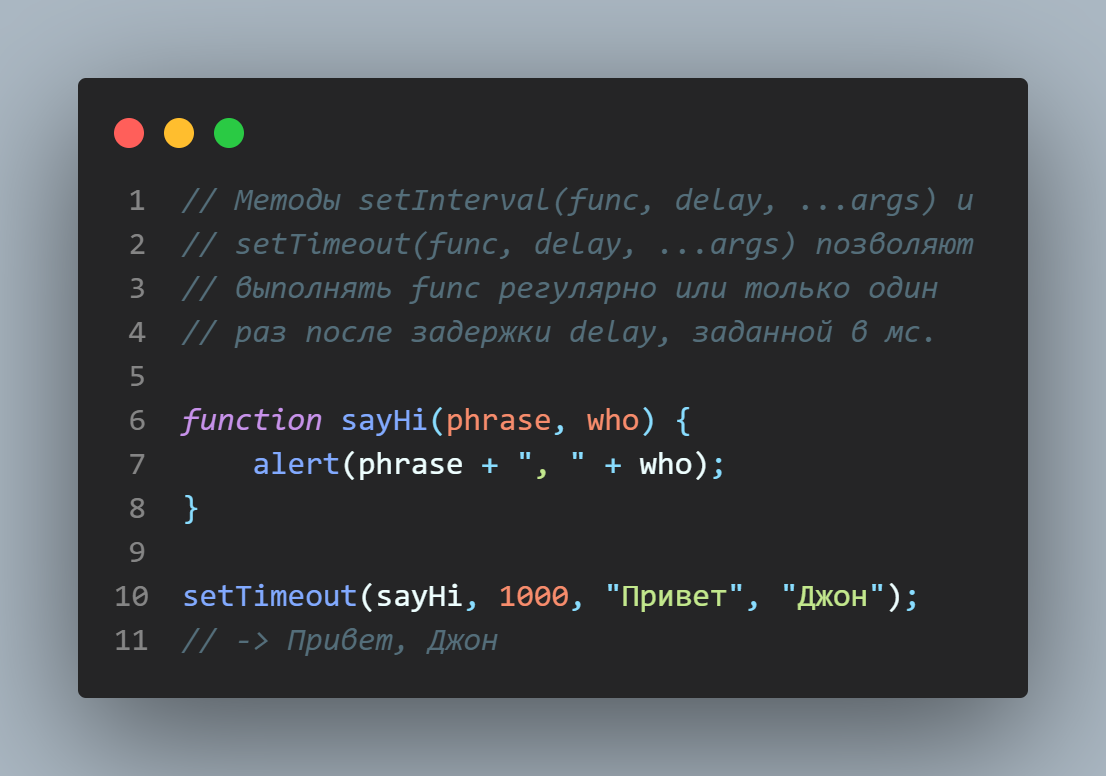 1 // Методы setInterval(func, delay, ...args) и
2 // setTimeout(func, delay, ...args) позволяют
3 // выполнять func регулярно или только один
4 // раз после задержки delay, заданной в мс.
5
6 function sayHi(phrase, who) {
7     alert(phrase + ", " + who);
8 }
9
10 setTimeout(sayHi, 1000, "Привет", "Джон");
11 // -> Привет, Джон